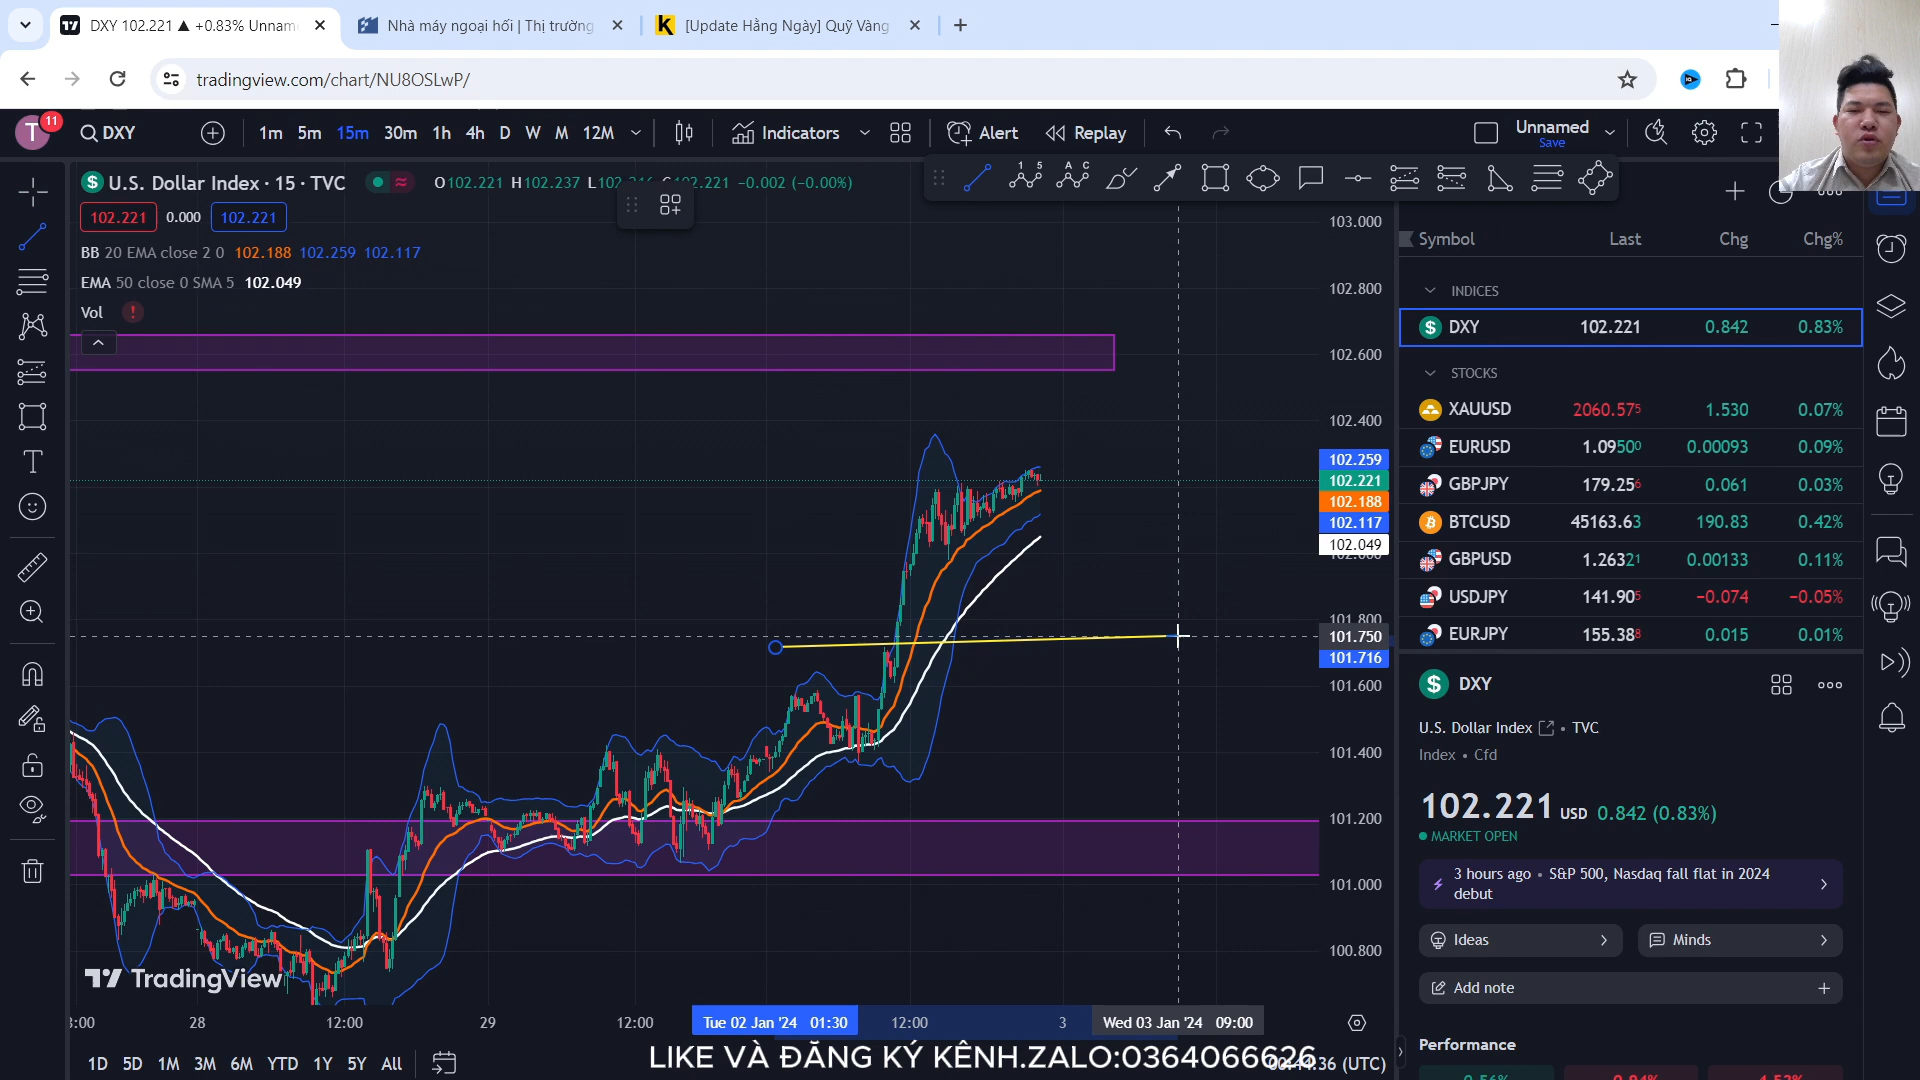 DXY 102.221 ▲ +0.83% Unnam
Nhà máy ngoại hối | Thị trường
[Update Hằng Ngày] Quỹ Vàng
tradingview.com/chart/NU8OSLwP/
T 11 DXY 1m 5m 15m 30m 1h 4h D W M 12M Indicators Alert Replay Unnamed
Save
U.S. Dollar Index · 15 · TVC O102.221 H102.237 −0.002 (−0.00%)
102.221 0.000 102.221
BB 20 EMA close 2 0 102.188 102.259 102.117
EMA 50 close 0 SMA 5 102.049
Vol
103.000
102.800
102.600
102.400
102.259
102.221
102.188
102.117
102.049
101.750
101.716
101.600
101.400
101.200
101.000
100.800
TradingView
28 12:00 29 12:00 Tue 02 Jan '24 01:30 12:00 3 Wed 03 Jan '24 09:00
1D 5D 1M 3M 6M YTD 1Y 5Y All
LIKE VÀ ĐĂNG KÝ KÊNH.ZALO:0364066626
(UTC)
Symbol Last Chg Chg%
INDICES
DXY 102.221 0.842 0.83%
STOCKS
XAUUSD 2060.575 1.530 0.07%
EURUSD 1.09500 0.00093 0.09%
GBPJPY 179.256 0.061 0.03%
BTCUSD 45163.63 190.83 0.42%
GBPUSD 1.26321 0.00133 0.11%
USDJPY 141.905 −0.074 −0.05%
EURJPY 155.388 0.015 0.01%
DXY
U.S. Dollar Index • TVC
Index • Cfd
102.221 USD 0.842 (0.83%)
MARKET OPEN
3 hours ago • S&P 500, Nasdaq fall flat in 2024
debut
Ideas
Minds
Add note
Performance